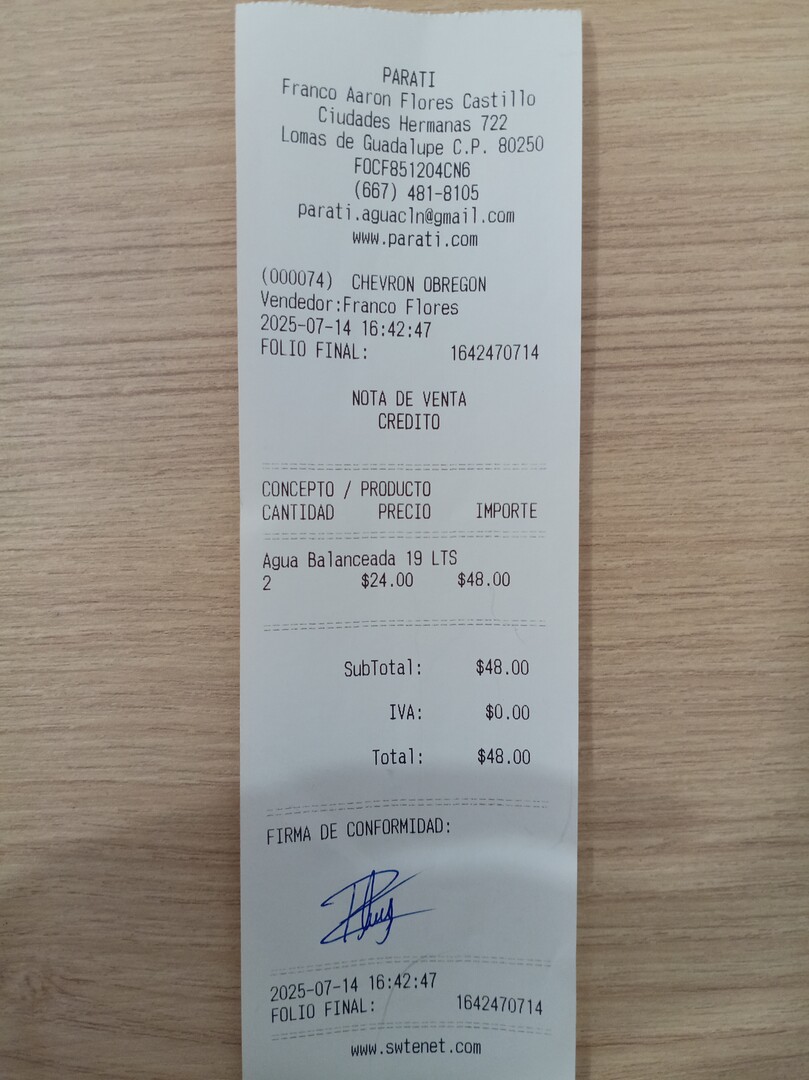 PARATI
Franco Aaron Flores Castillo
Ciudades Hermanas 722
Lomas de Guadalupe C.P. 80250
FOCF851204CN6
(667) 481-8105
parati.aguacln@gmail.com
www.parati.com
(000074) CHEVRON OBREGON
Vendedor:Franco Flores
2025-07-14 16:42:47
FOLIO FINAL: 1642470714
NOTA DE VENTA
CREDITO
CONCEPTO / PRODUCTO
CANTIDAD PRECIO IMPORTE
Agua Balanceada 19 LTS
2 $24.00 $48.00
SubTotal: $48.00
IVA: $0.00
Total: $48.00
FIRMA DE CONFORMIDAD:
2025-07-14 16:42:47
FOLIO FINAL: 1642470714
www.swtenet.com